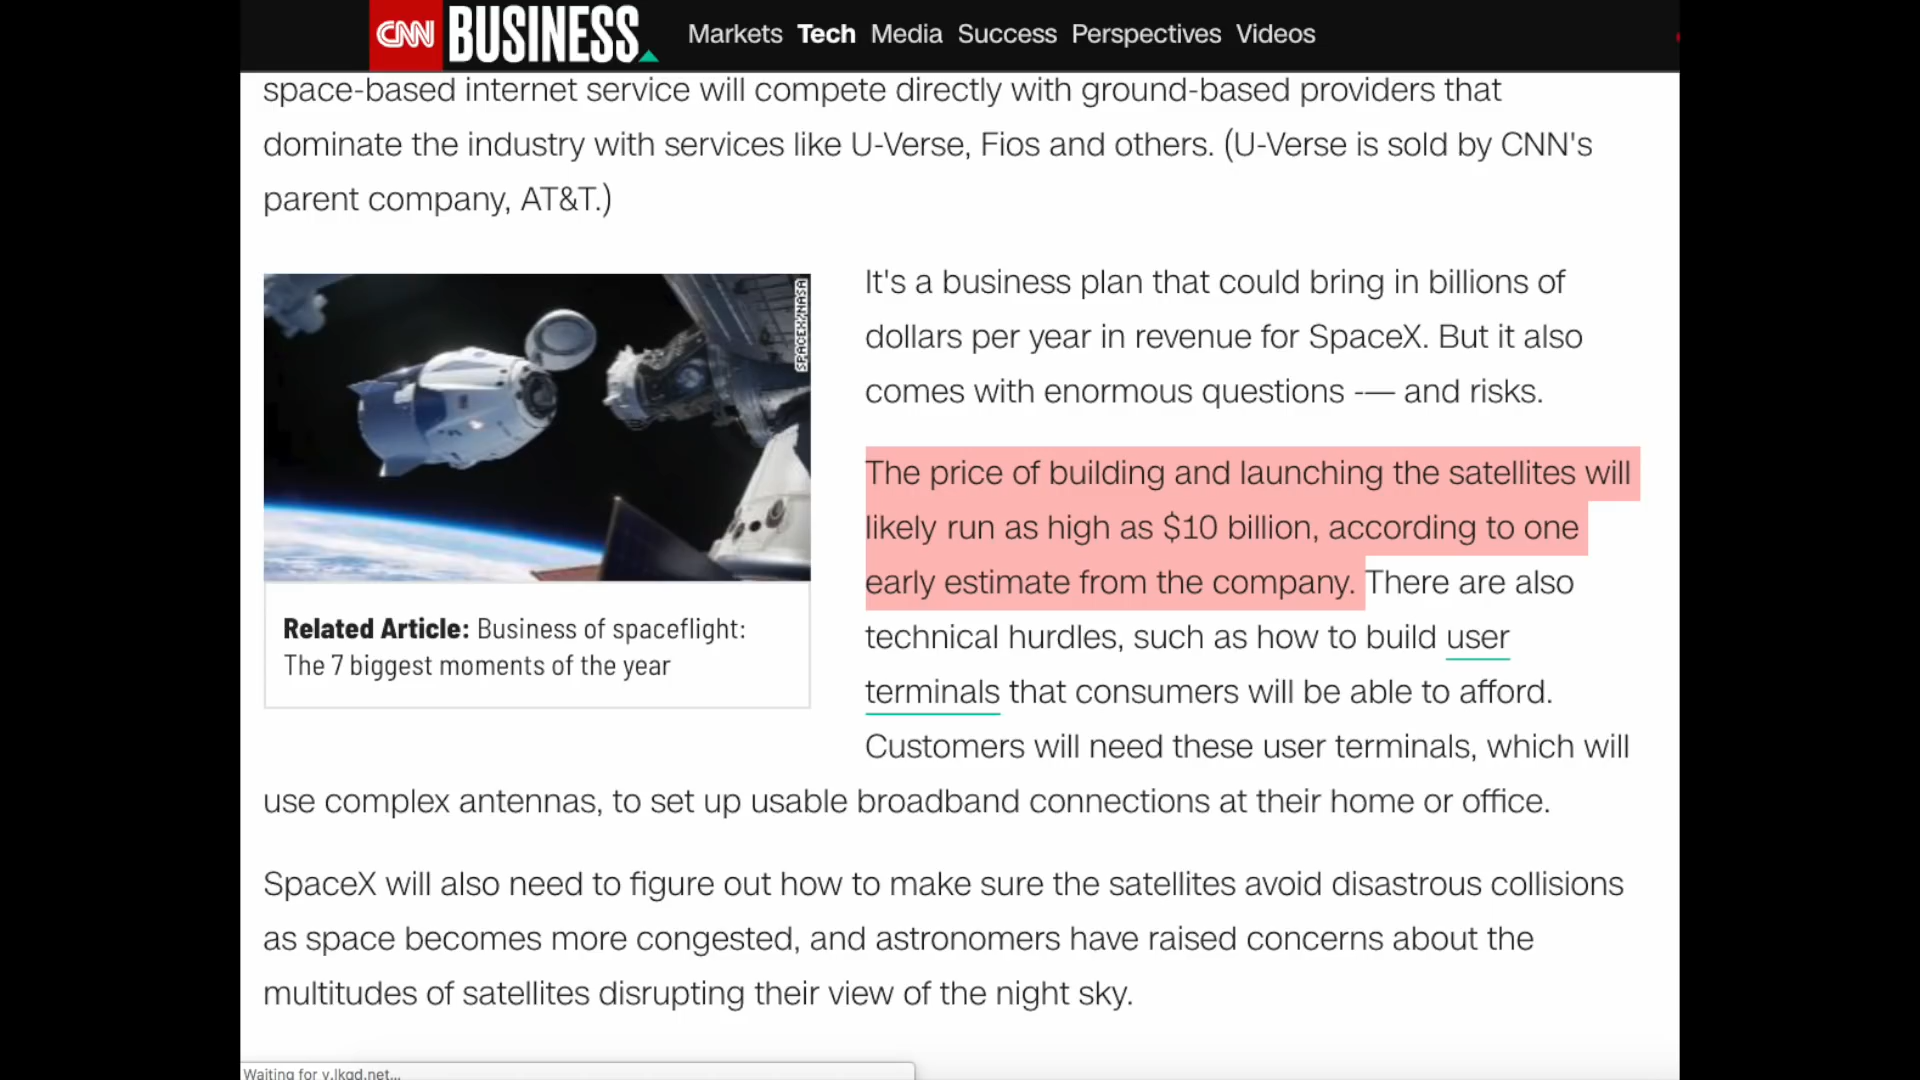 CNN BUSINESS Markets Tech Media Success Perspectives Videos
space-based internet service will compete directly with ground-based providers that
dominate the industry with services like U-Verse, Fios and others. (U-Verse is sold by CNN's
parent company, AT&T.)
SPACEX/NASA
Related Article: Business of spaceflight:
The 7 biggest moments of the year
It's a business plan that could bring in billions of
dollars per year in revenue for SpaceX. But it also
comes with enormous questions -— and risks.
The price of building and launching the satellites will
likely run as high as $10 billion, according to one
early estimate from the company. There are also
technical hurdles, such as how to build user
terminals that consumers will be able to afford.
Customers will need these user terminals, which will
use complex antennas, to set up usable broadband connections at their home or office.
SpaceX will also need to figure out how to make sure the satellites avoid disastrous collisions
as space becomes more congested, and astronomers have raised concerns about the
multitudes of satellites disrupting their view of the night sky.
Waiting for v.lkqd.net...